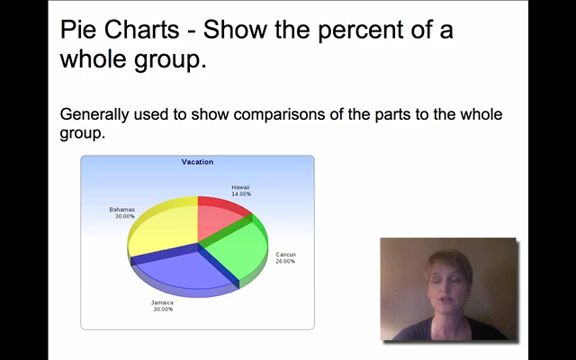 Pie Charts - Show the percent of a
whole group.
Generally used to show comparisons of the parts to the whole
group.
Vacation
Hawaii
14.00%
Bahamas
30.00%
Cancun
26.00%
Jamaica
30.00%